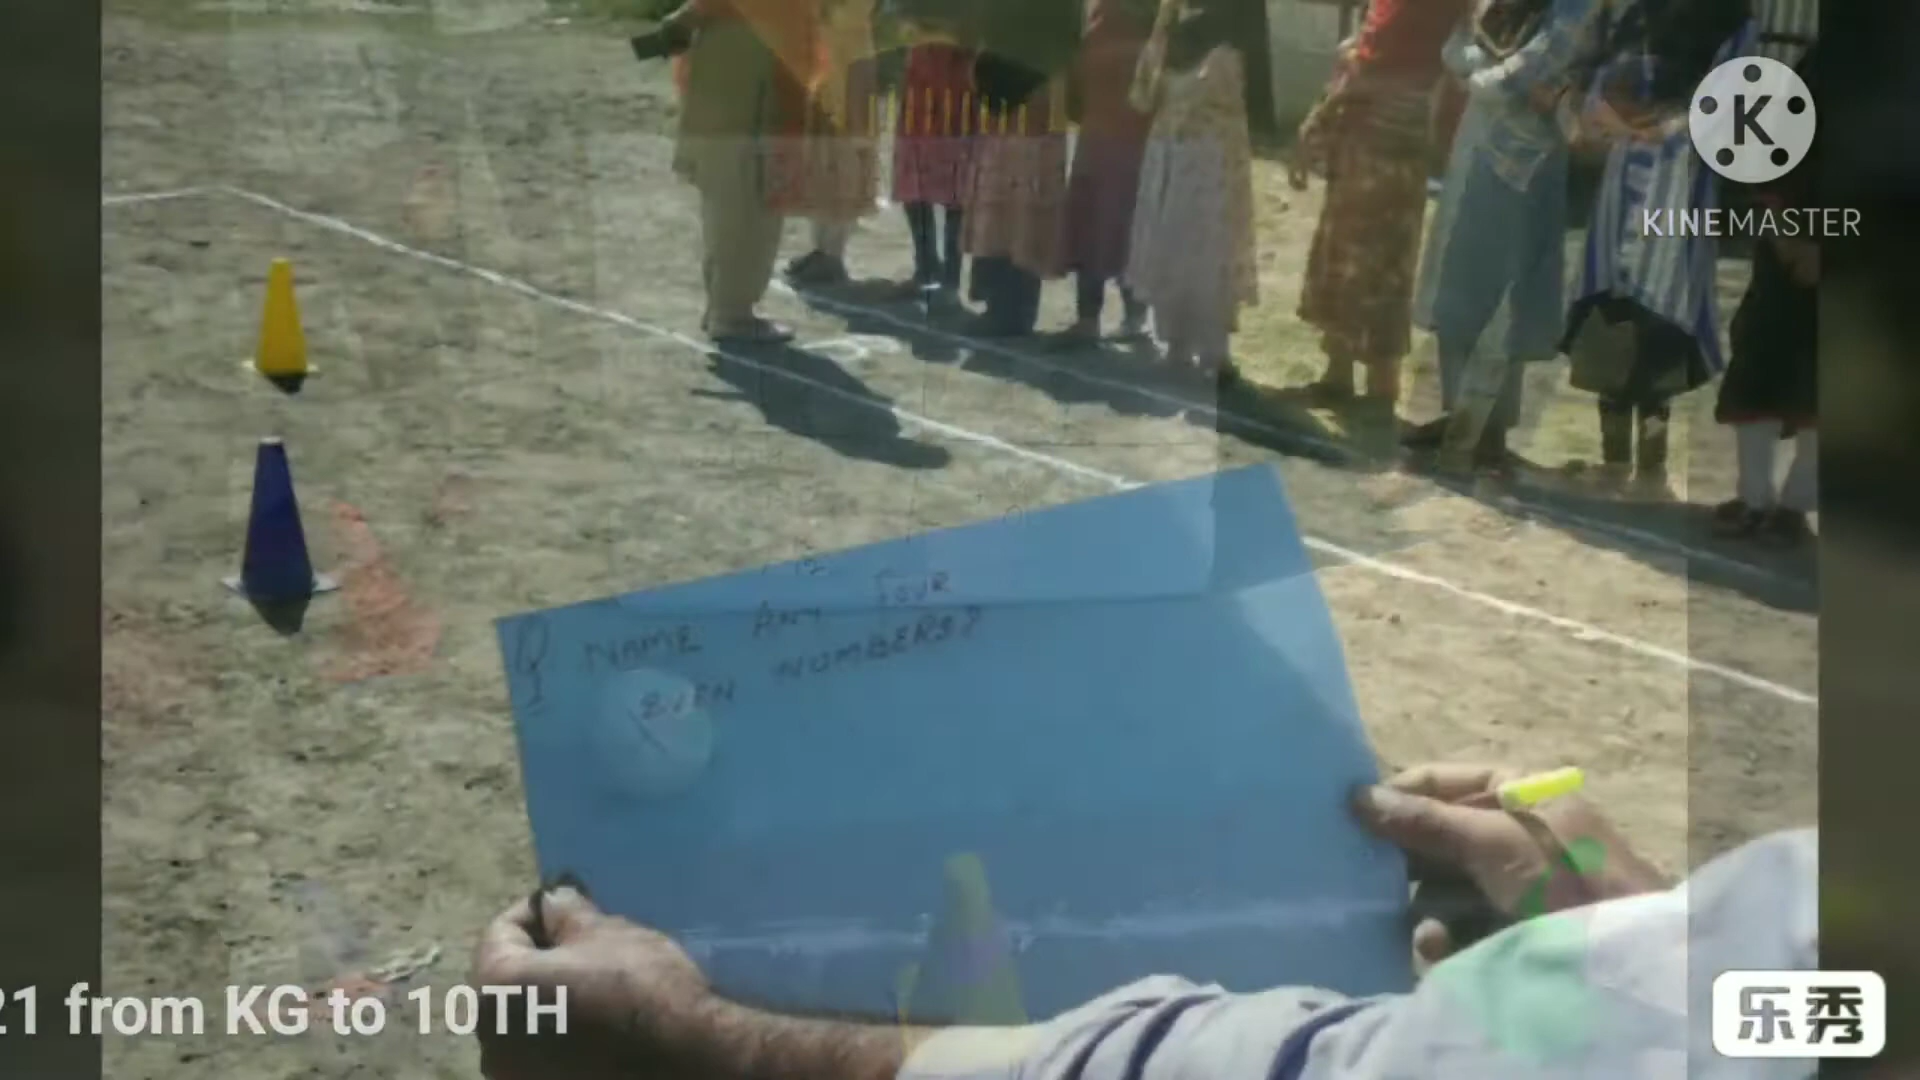 KINEMASTER
Q
NAME Any FOUR
EVEN NUMBERS?
21 from KG to 10TH
乐秀